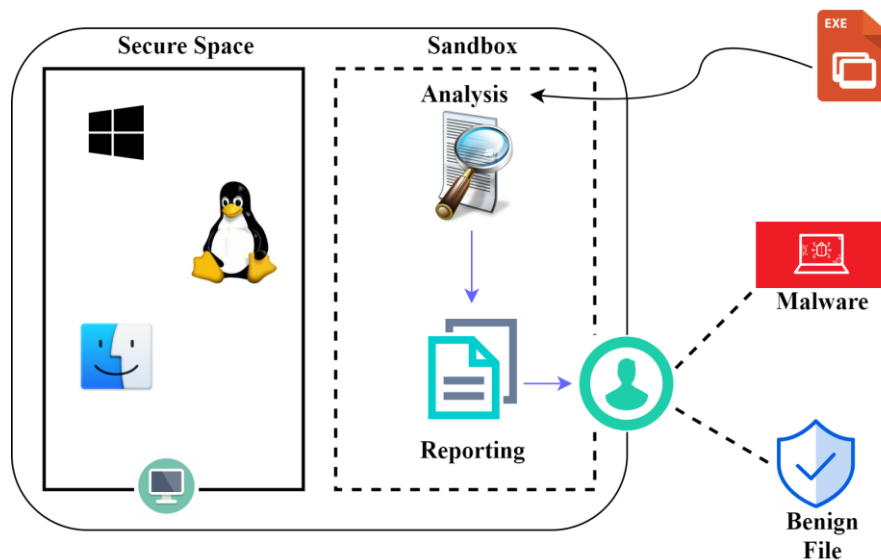 Secure Space
Sandbox
EXE
Analysis
Malware
Reporting
Benign
File